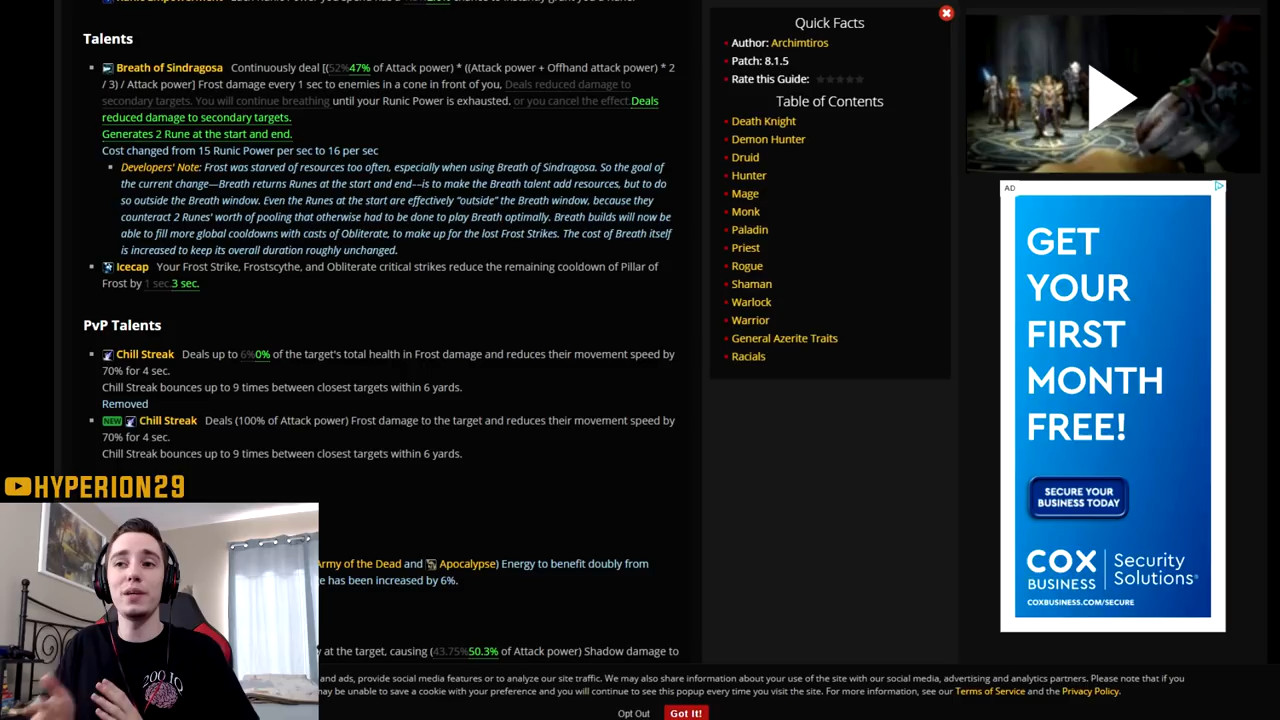 Talents
Breath of Sindragosa Continuously deal [(52%47% of Attack power) * ((Attack power + Offhand attack power) * 2
/ 3) / Attack power] Frost damage every 1 sec to enemies in a cone in front of you, Deals reduced damage to
secondary targets. You will continue breathing until your Runic Power is exhausted. or you cancel the effect.Deals
reduced damage to secondary targets.
Generates 2 Rune at the start and end.
Cost changed from 15 Runic Power per sec to 16 per sec
Developers' Note: Frost was starved of resources too often, especially when using Breath of Sindragosa. So the goal of
the current change—Breath returns Runes at the start and end-–is to make the Breath talent add resources, but to do
so outside the Breath window. Even the Runes at the start are effectively "outside" the Breath window, because they
counteract 2 Runes' worth of pooling that otherwise had to be done to play Breath optimally. Breath builds will now be
able to fill more global cooldowns with casts of Obliterate, to make up for the lost Frost Strikes. The cost of Breath itself
is increased to keep its overall duration roughly unchanged.
Icecap Your Frost Strike, Frostscythe, and Obliterate critical strikes reduce the remaining cooldown of Pillar of
Frost by 1 sec.3 sec.
PvP Talents
Chill Streak Deals up to 6%0% of the target's total health in Frost damage and reduces their movement speed by
70% for 4 sec.
Chill Streak bounces up to 9 times between closest targets within 6 yards.
Removed
NEW Chill Streak Deals (100% of Attack power) Frost damage to the target and reduces their movement speed by
70% for 4 sec.
Chill Streak bounces up to 9 times between closest targets within 6 yards.
HYPERION29
Army of the Dead and Apocalypse) Energy to benefit doubly from
e has been increased by 6%.
y at the target, causing (43.75%50.3% of Attack power) Shadow damage to
Quick Facts
Author: Archimtiros
Patch: 8.1.5
Rate this Guide:
Table of Contents
Death Knight
Demon Hunter
Druid
Hunter
Mage
Monk
Paladin
Priest
Rogue
Shaman
Warlock
Warrior
General Azerite Traits
Racials
AD
GET
YOUR
FIRST
MONTH
FREE!
SECURE YOUR
BUSINESS TODAY
COX
BUSINESS
Security
Solutions
COXBUSINESS.COM/SECURE
and ads, provide social media features or to analyze our site traffic. We may also share information about your use of the site with our social media, advertising and analytics partners. Please note that if you
may be unable to save a cookie with your preference and you will continue to see this popup every time you visit the site. For more information, see our Terms of Service and the Privacy Policy.
Opt Out Got It!